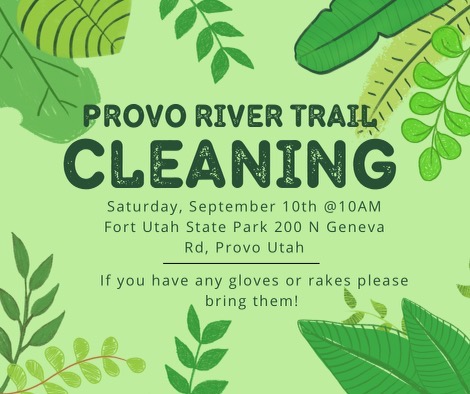 PROVO RIVER TRAIL
CLEANING
Saturday, September 10th @10AM
Fort Utah State Park 200 N Geneva
Rd, Provo Utah
If you have any gloves or rakes please
bring them!